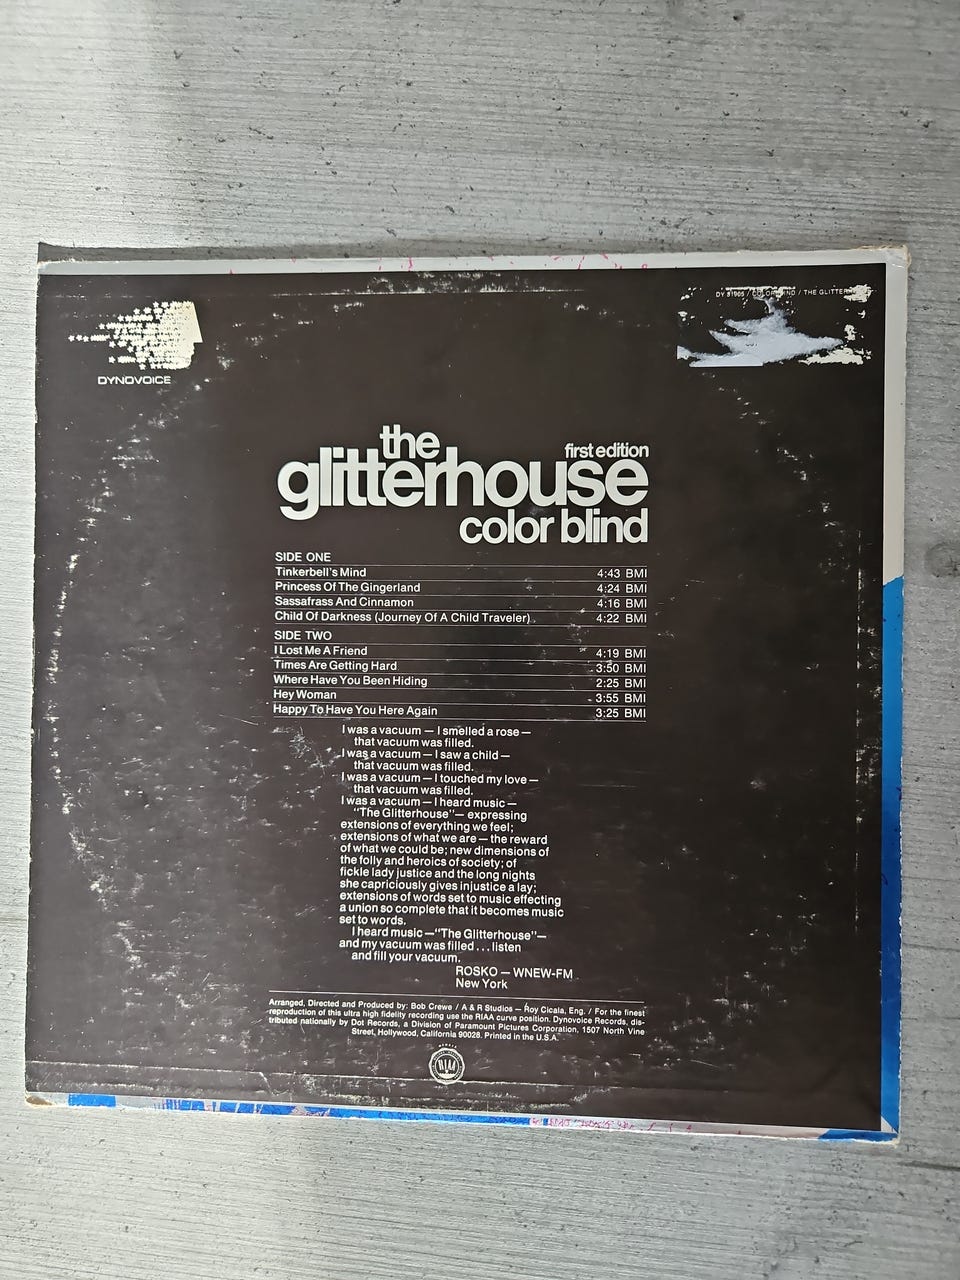 DY 31905 / COLOR BLIND / THE GLITTER
DYNOVOICE
the
first edition
glitterhouse
color blind
SIDE ONE
Tinkerbell's Mind 4:43 BMI
Princess Of The Gingerland 4:24 BMI
Sassafrass And Cinnamon 4:16 BMI
Child Of Darkness (Journey Of A Child Traveler) 4:22 BMI
SIDE TWO
I Lost Me A Friend 4:19 BMI
Times Are Getting Hard 3:50 BMI
Where Have You Been Hiding 2:25 BMI
Hey Woman 3:55 BMI
Happy To Have You Here Again 3:25 BMI
I was a vacuum — I smelled a rose —
that vacuum was filled.
I was a vacuum — I saw a child —
that vacuum was filled.
I was a vacuum — I touched my love —
that vacuum was filled.
I was a vacuum — I heard music —
"The Glitterhouse" — expressing
extensions of everything we feel;
extensions of what we are — the reward
of what we could be; new dimensions of
the folly and heroics of society; of
fickle lady justice and the long nights
she capriciously gives injustice a lay;
extensions of words set to music effecting
a union so complete that it becomes music
set to words.
I heard music — "The Glitterhouse" —
and my vacuum was filled . . . listen
and fill your vacuum.
ROSKO — WNEW-FM
New York
Arranged, Directed and Produced by: Bob Crewe / A & R Studios — Roy Cicala, Eng. / For the finest
reproduction of this ultra high fidelity recording use the RIAA curve position. Dynovoice Records, dis-
tributed nationally by Dot Records, a Division of Paramount Pictures Corporation, 1507 North Vine
Street, Hollywood, California 90028. Printed in the U.S.A.
RIAA